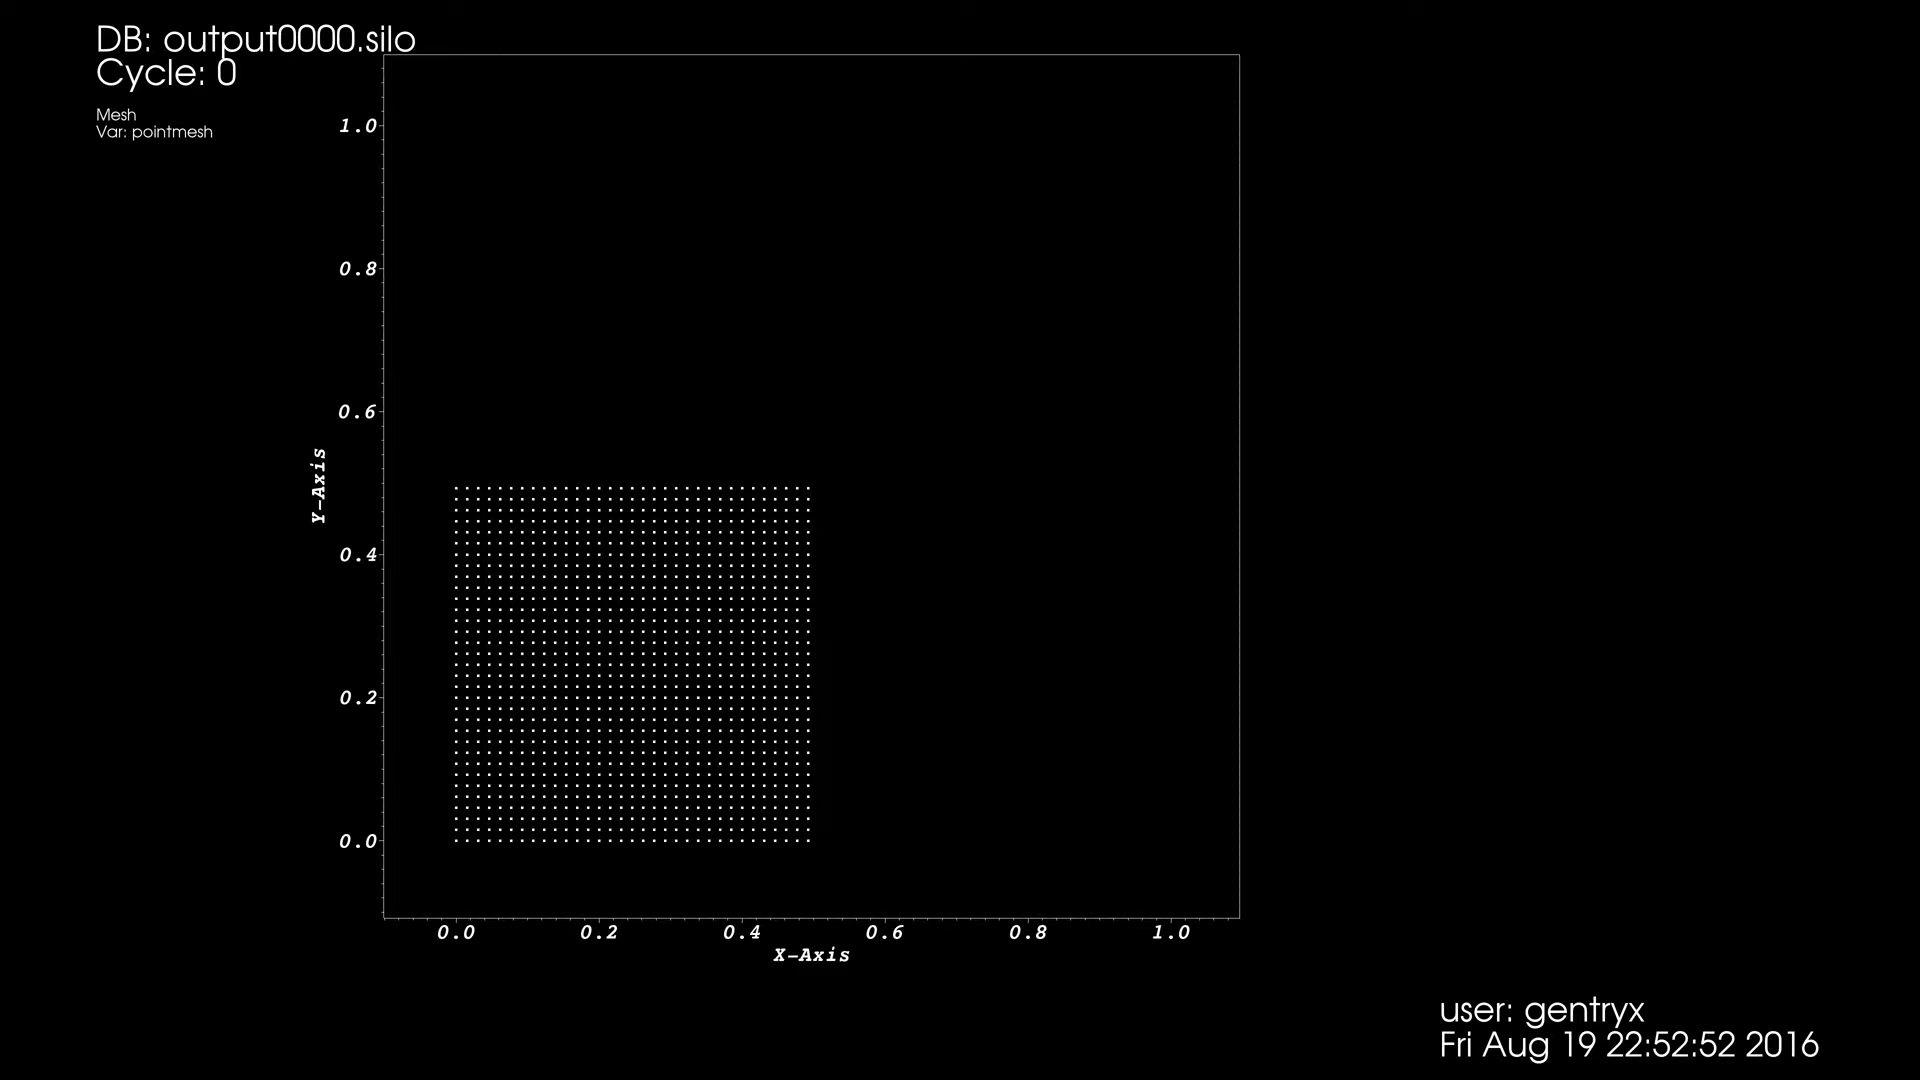 DB: output0000.silo
Cycle: 0
Mesh
Var: pointmesh
1.0
0.8
0.6
0.4
0.2
0.0
Y-Axis
0.0 0.2 0.4 0.6 0.8 1.0
X-Axis
user: gentryx
Fri Aug 19 22:52:52 2016